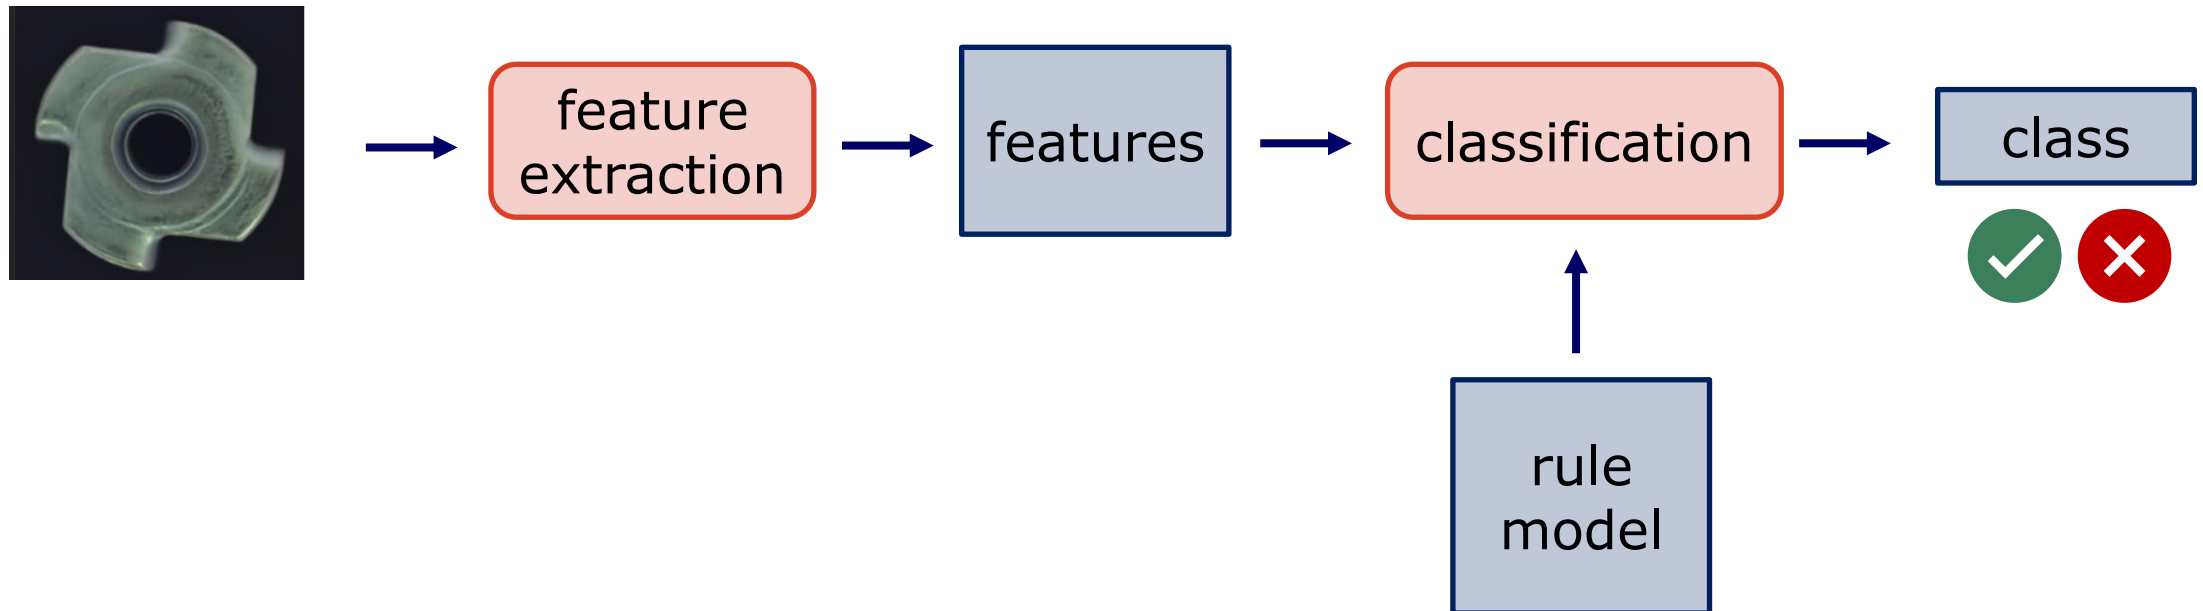 feature
extraction
features
classification
class
rule
model